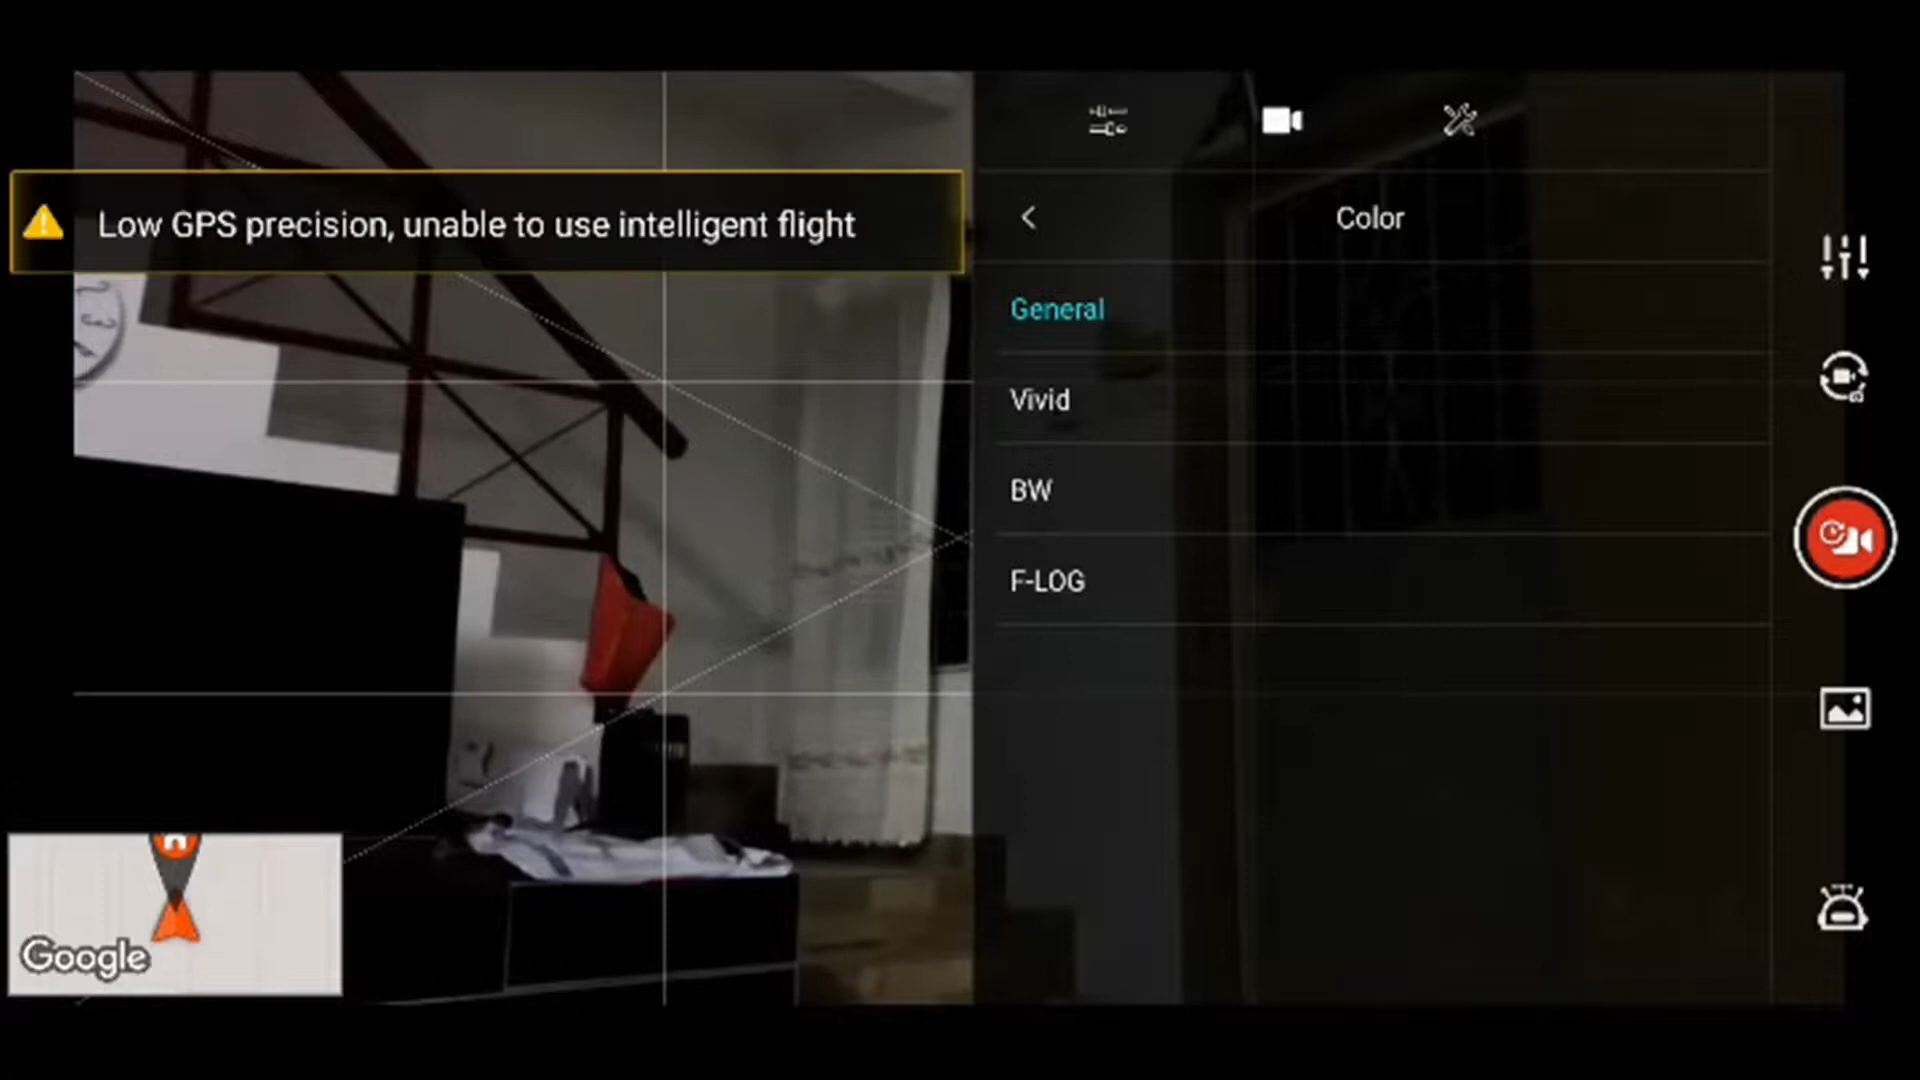 Low GPS precision, unable to use intelligent flight
Color
General
Vivid
BW
F-LOG
Google